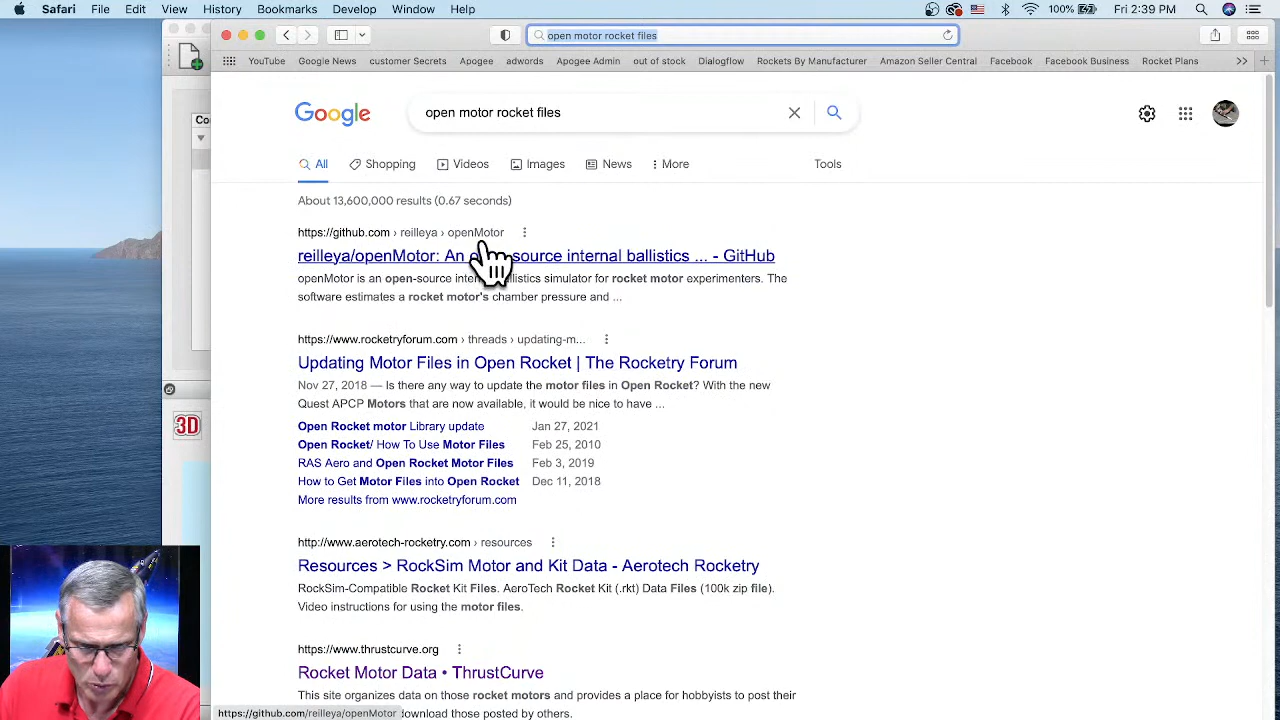 Safari File Edit View History Bookmarks Develop Window Help
100% Fri 2:39 PM
open motor rocket files
YouTube Google News customer Secrets Apogee adwords Apogee Admin out of stock Dialogflow Rockets By Manufacturer Amazon Seller Central Facebook Facebook Business Rocket Plans
Google open motor rocket files
All Shopping Videos Images News More Tools
About 13,600,000 results (0.67 seconds)
https://github.com › reilleya › openMotor
reilleya/openMotor: An source internal ballistics ... - GitHub
openMotor is an open-source ballistics simulator for rocket motor experimenters. The
software estimates a rocket motor's chamber pressure and ...
https://www.rocketryforum.com › threads › updating-m...
Updating Motor Files in Open Rocket | The Rocketry Forum
Nov 27, 2018 — Is there any way to update the motor files in Open Rocket? With the new
Quest APCP Motors that are now available, it would be nice to have ...
Open Rocket motor Library update Jan 27, 2021
Open Rocket/ How To Use Motor Files Feb 25, 2010
RAS Aero and Open Rocket Motor Files Feb 3, 2019
How to Get Motor Files into Open Rocket Dec 11, 2018
More results from www.rocketryforum.com
http://www.aerotech-rocketry.com › resources
Resources > RockSim Motor and Kit Data - Aerotech Rocketry
RockSim-Compatible Rocket Kit Files. AeroTech Rocket Kit (.rkt) Data Files (100k zip file).
Video instructions for using the motor files.
https://www.thrustcurve.org
Rocket Motor Data • ThrustCurve
This site organizes data on those rocket motors and provides a place for hobbyists to post their
download those posted by others.
https://github.com/reilleya/openMotor
Co
3D